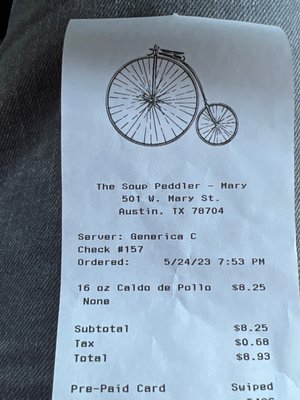 The Soup Peddler - Mary
501 W. Mary St.
Austin, TX 78704
Server: Generica C
Check #157
Ordered: 5/24/23 7:53 PM
16 oz Caldo de Pollo $8.25
None
Subtotal $8.25
Tax $0.68
Total $8.93
Pre-Paid Card Swiped